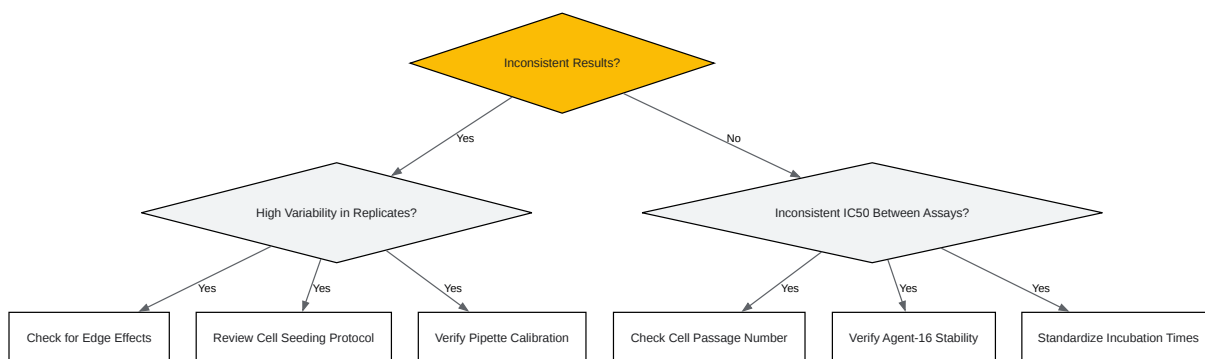 Inconsistent Results?
Yes
No
High Variability in Replicates?
Inconsistent IC50 Between Assays?
Yes
Yes
Yes
Yes
Yes
Yes
Check for Edge Effects
Review Cell Seeding Protocol
Verify Pipette Calibration
Check Cell Passage Number
Verify Agent-16 Stability
Standardize Incubation Times